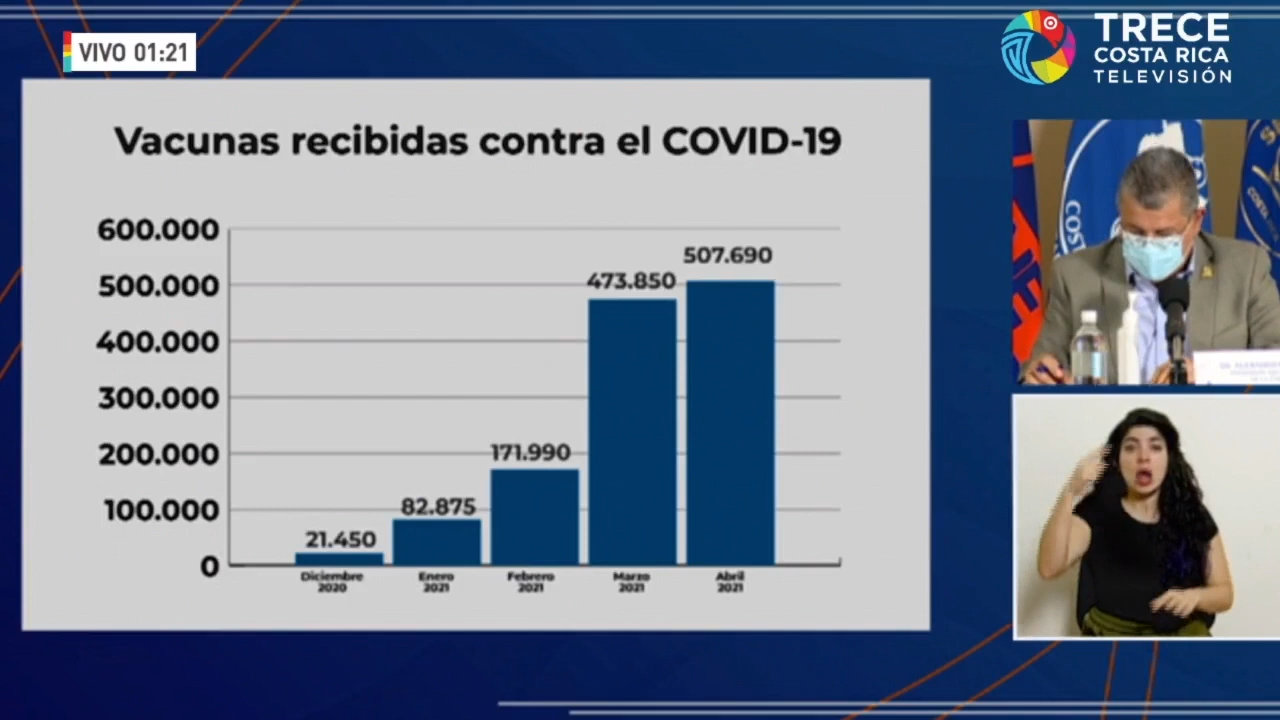 VIVO 01:21
TRECE
COSTA RICA
TELEVISIÓN
Vacunas recibidas contra el COVID-19
600.000
500.000
400.000
300.000
200.000
100.000
0
21.450
82.875
171.990
473.850
507.690
Diciembre
2020
Enero
2021
Febrero
2021
Marzo
2021
Abril
2021